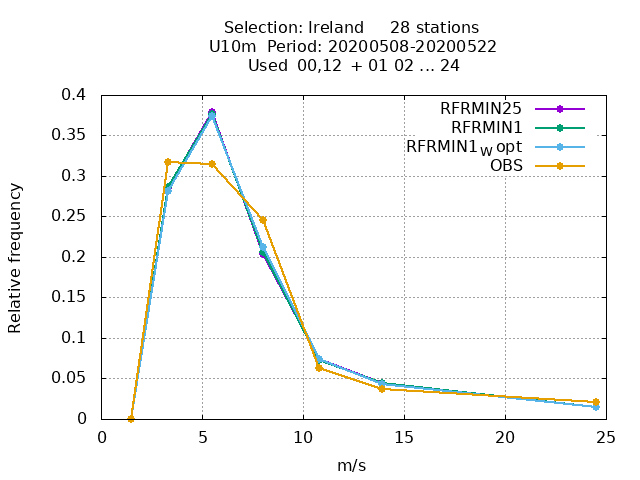 Selection: Ireland 28 stations
U10m Period: 20200508-20200522
Used 00,12 + 01 02 ... 24
RFRMIN25
RFRMIN1
RFRMIN1_W opt
OBS
Relative frequency
0.4
0.35
0.3
0.25
0.2
0.15
0.1
0.05
0
0 5 10 15 20 25
m/s